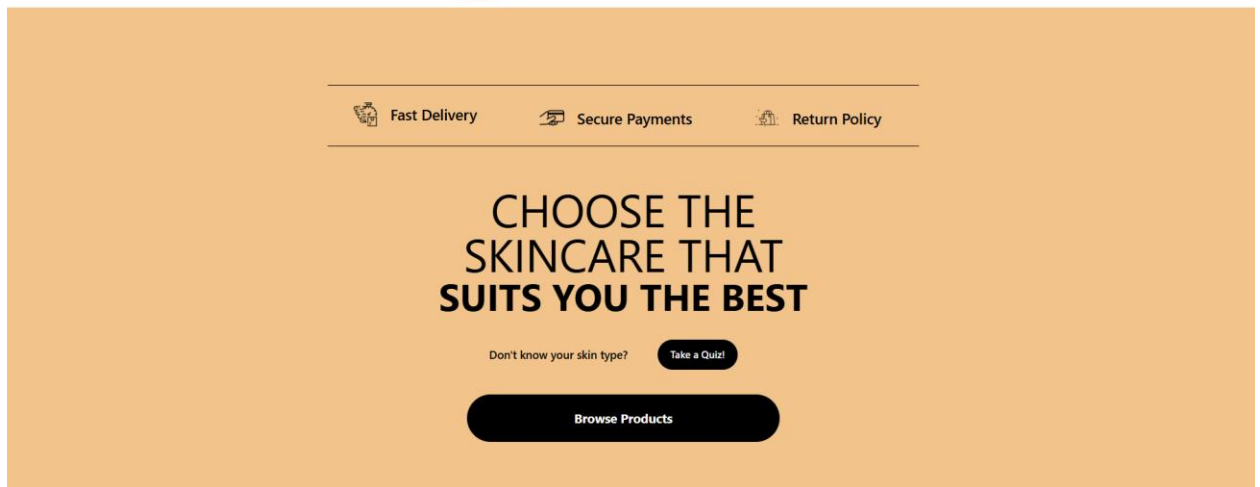 Fast Delivery
Secure Payments
Return Policy
CHOOSE THE
SKINCARE THAT
SUITS YOU THE BEST
Don't know your skin type?
Take a Quiz!
Browse Products